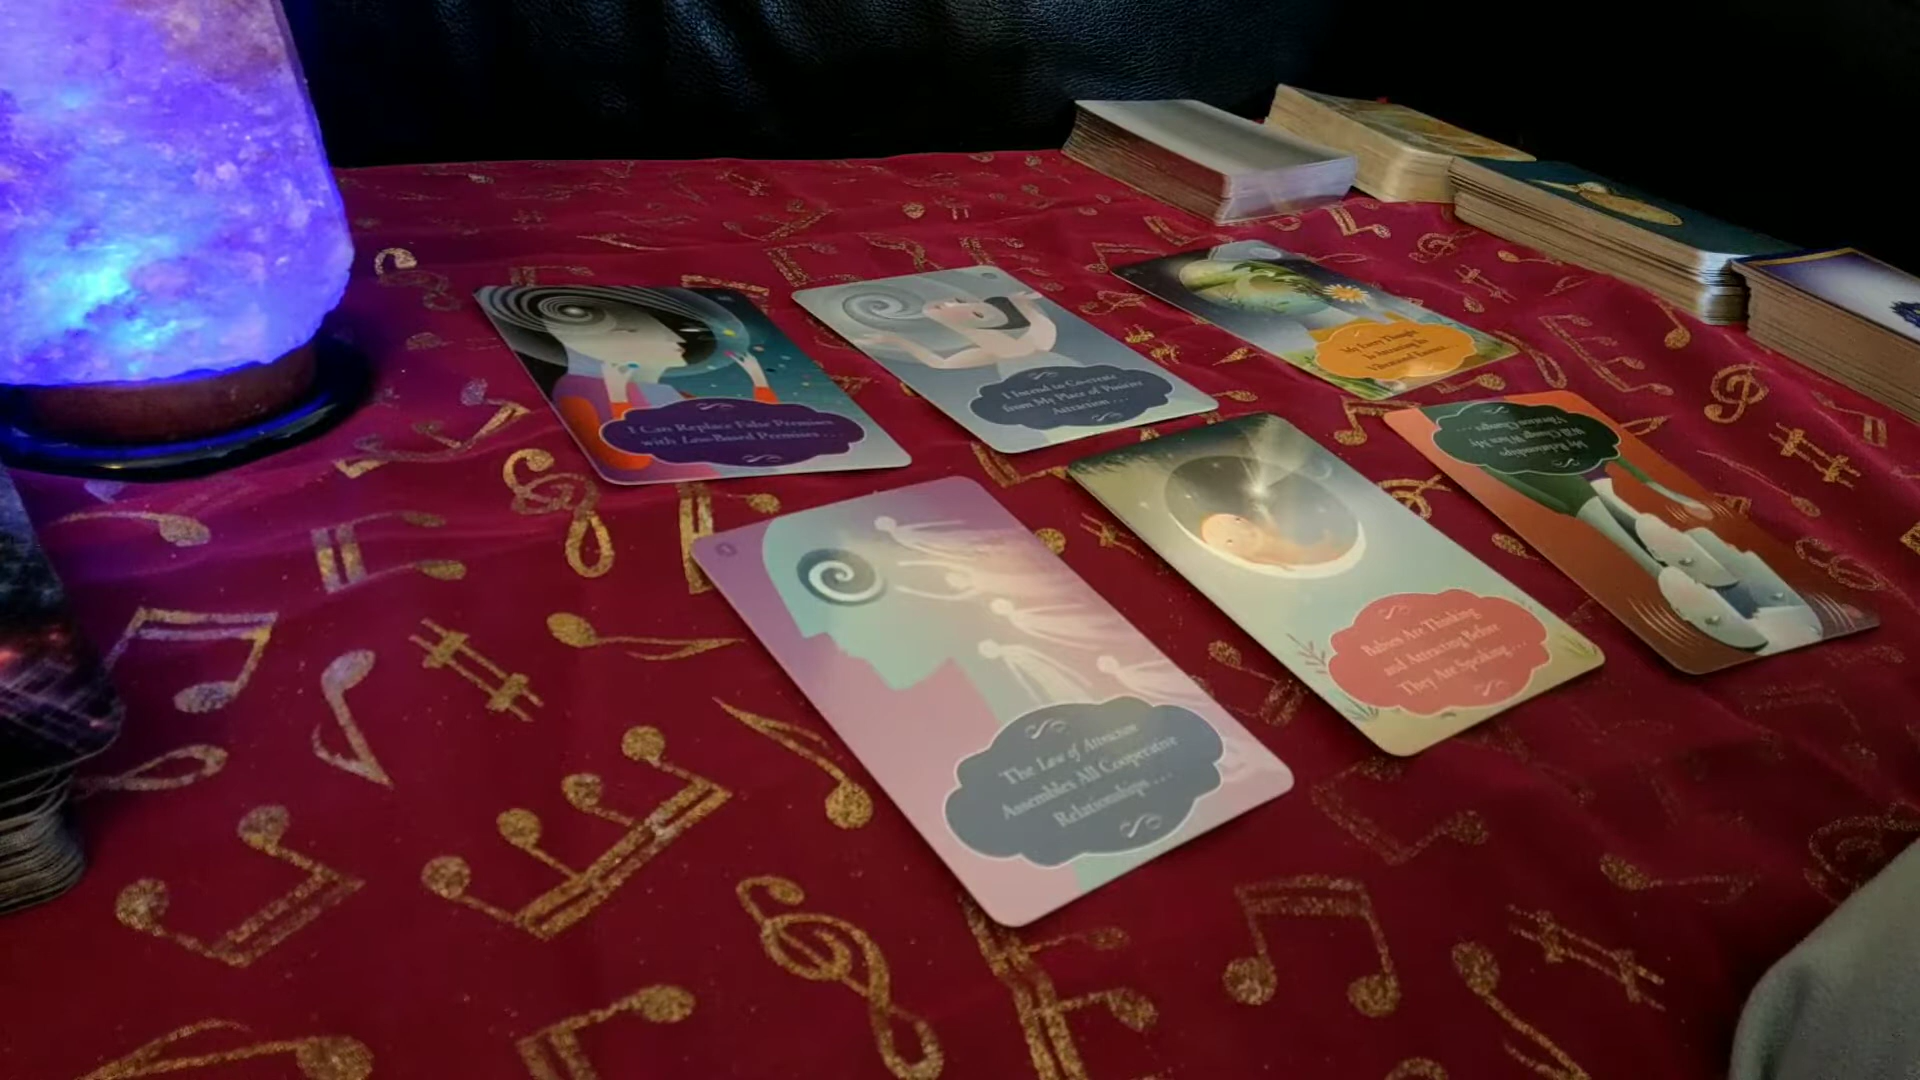 I Can Replace False Premises
with Law-Based Premises . . .
I Intend to Co-create
from My Place of Positive
Attraction . . .
My Every Thought
Is Attracting Its
Vibrational Essence . . .
My Relationships
Will Change When My
Vibration Changes . . .
Babies Are Thinking
and Attracting Before
They Are Speaking . . .
The Law of Attraction
Assembles All Cooperative
Relationships . . .